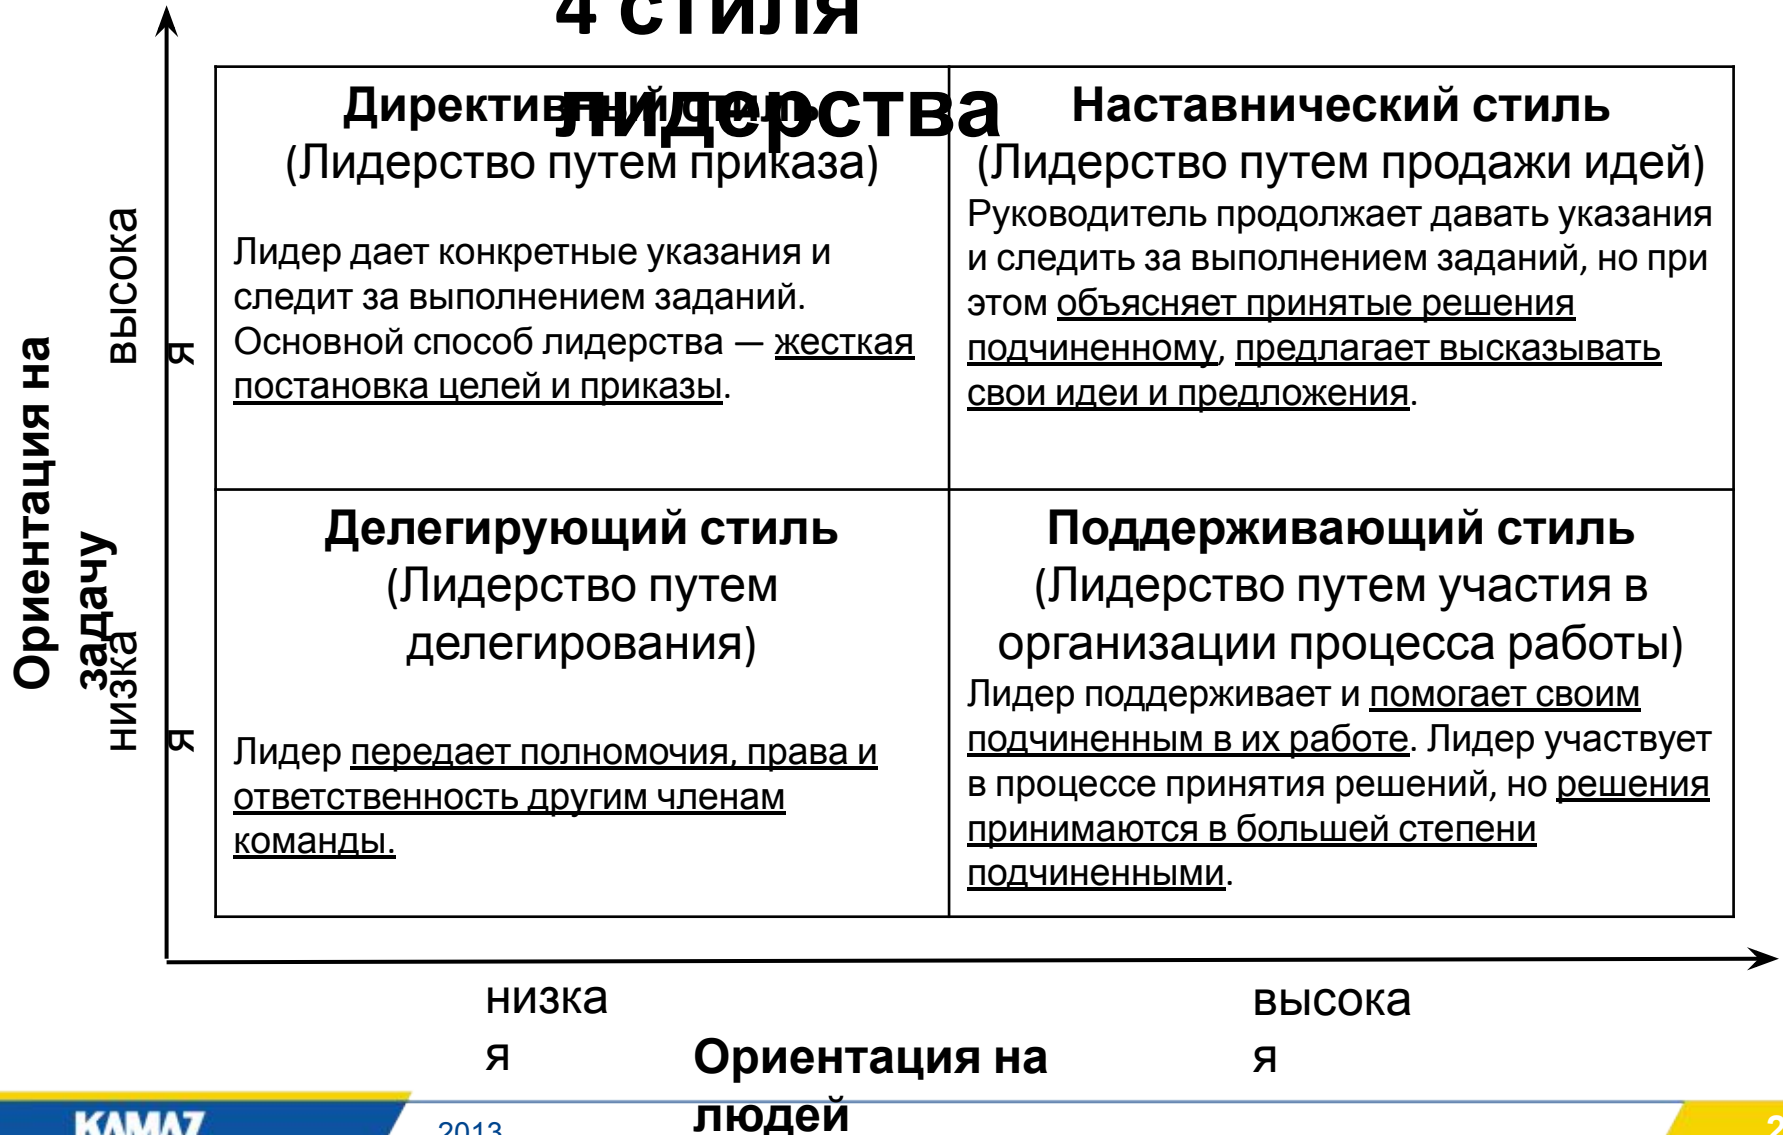 4 стиля
лидерства
Директивный стиль
(Лидерство путем приказа)
Лидер дает конкретные указания и
следит за выполнением заданий.
Основной способ лидерства — жесткая
постановка целей и приказы.
Наставнический стиль
(Лидерство путем продажи идей)
Руководитель продолжает давать указания
и следить за выполнением заданий, но при
этом объясняет принятые решения
подчиненному, предлагает высказывать
свои идеи и предложения.
Делегирующий стиль
(Лидерство путем
делегирования)
Лидер передает полномочия, права и
ответственность другим членам
команды.
Поддерживающий стиль
(Лидерство путем участия в
организации процесса работы)
Лидер поддерживает и помогает своим
подчиненным в их работе. Лидер участвует
в процессе принятия решений, но решения
принимаются в большей степени
подчиненными.
Ориентация на
задачу
высока
я
низка
я
низка
я
высока
я
Ориентация на
людей
KAMAZ
2013
2